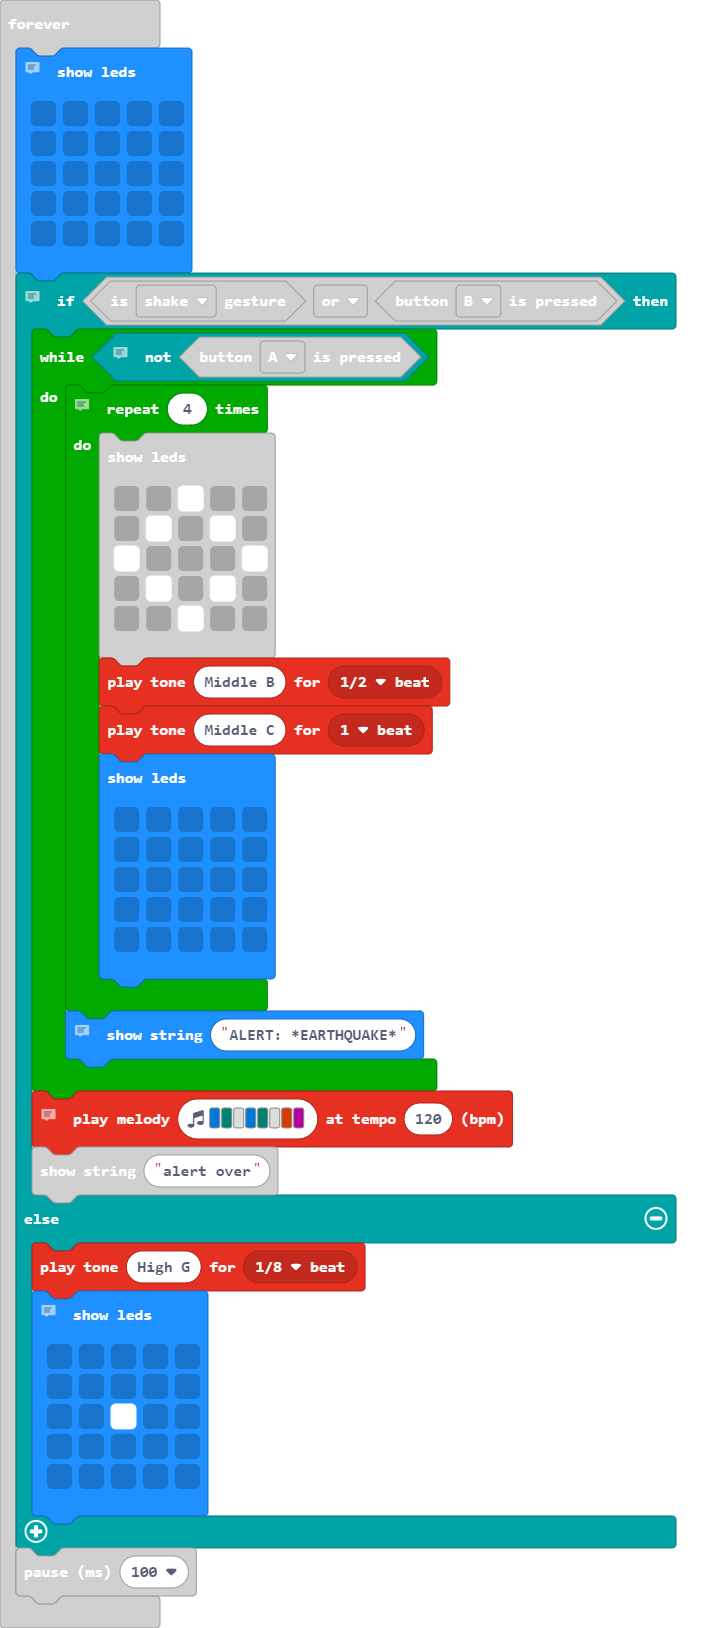 forever
show leds
if is shake gesture or button B is pressed then
while not button A is pressed
do
repeat 4 times
do
show leds
play tone Middle B for 1/2 beat
play tone Middle C for 1 beat
show leds
show string "ALERT: *EARTHQUAKE*"
play melody at tempo 120 (bpm)
show string "alert over"
else
play tone High G for 1/8 beat
show leds
pause (ms) 100